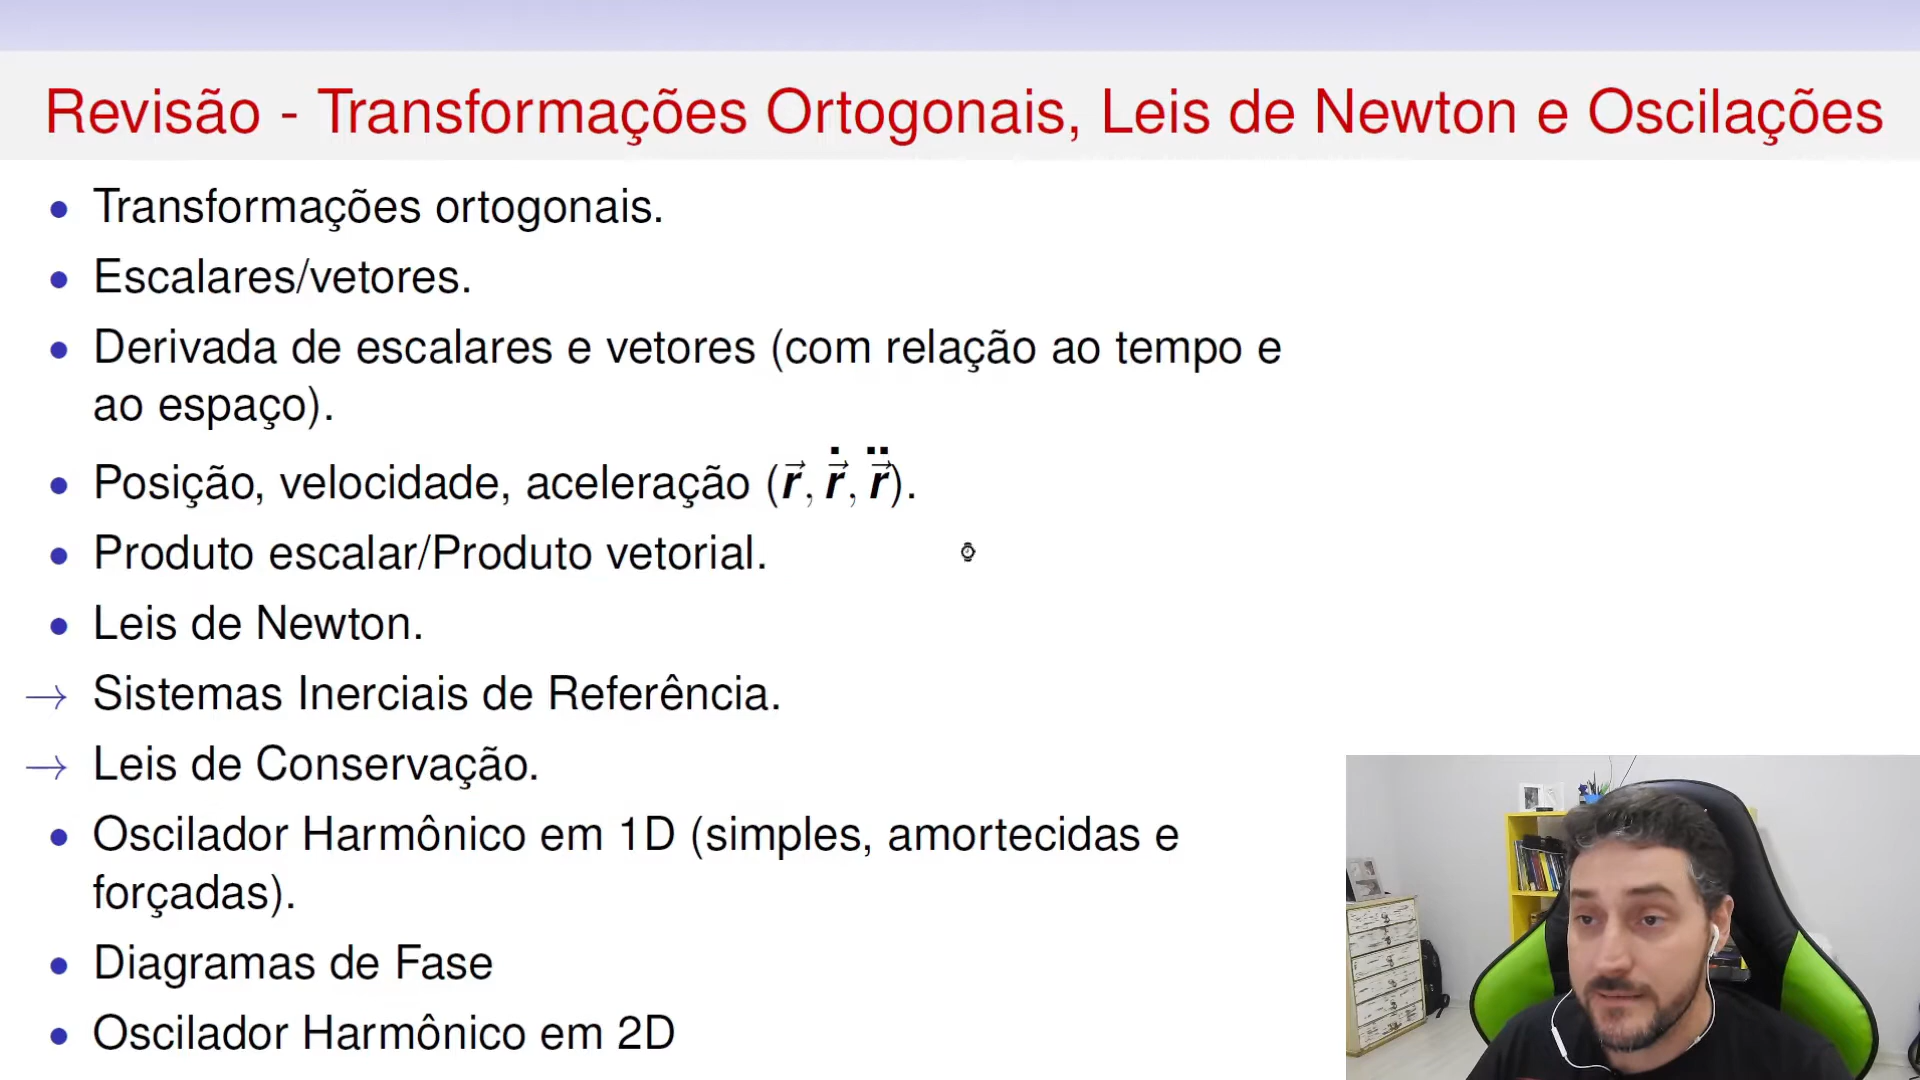 Revisão - Transformações Ortogonais, Leis de Newton e Oscilações
• Transformações ortogonais.
• Escalares/vetores.
• Derivada de escalares e vetores (com relação ao tempo e
ao espaço).
• Posição, velocidade, aceleração (r⃗, ṙ⃗, r̈⃗).
• Produto escalar/Produto vetorial.
• Leis de Newton.
→ Sistemas Inerciais de Referência.
→ Leis de Conservação.
• Oscilador Harmônico em 1D (simples, amortecidas e
forçadas).
• Diagramas de Fase
• Oscilador Harmônico em 2D